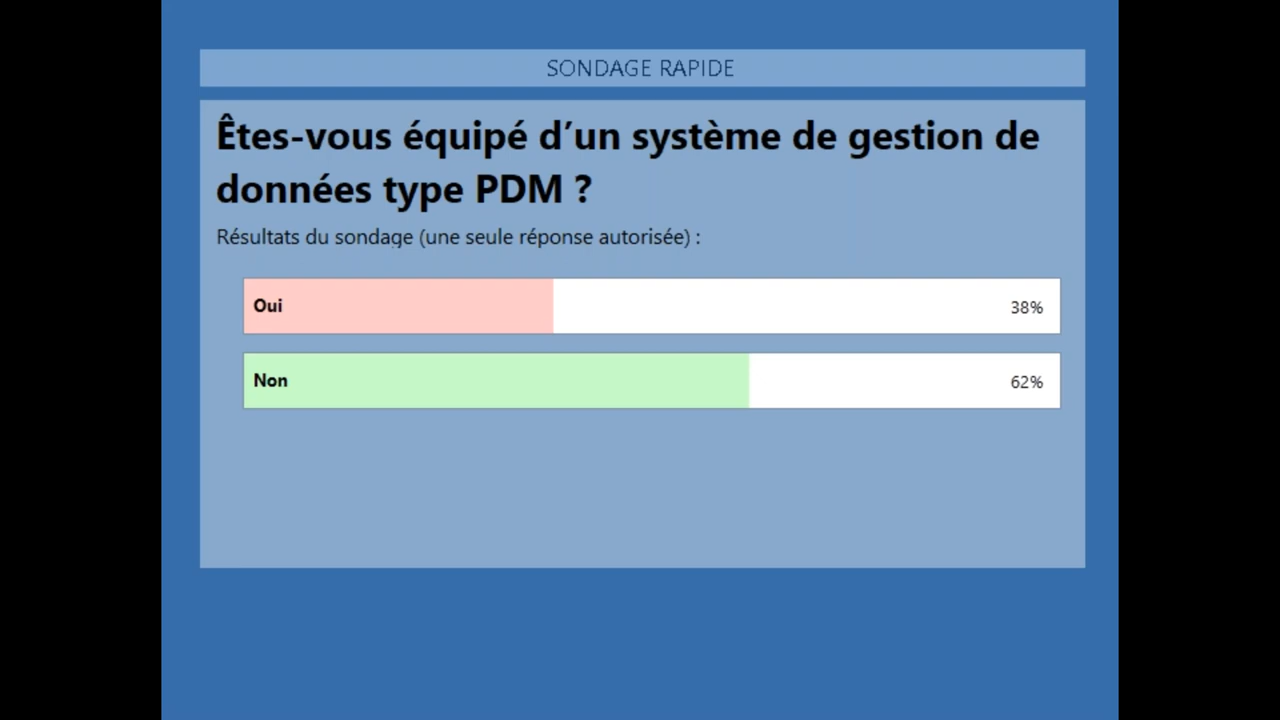 SONDAGE RAPIDE
Êtes-vous équipé d’un système de gestion de
données type PDM ?
Résultats du sondage (une seule réponse autorisée) :
Oui 38%
Non 62%